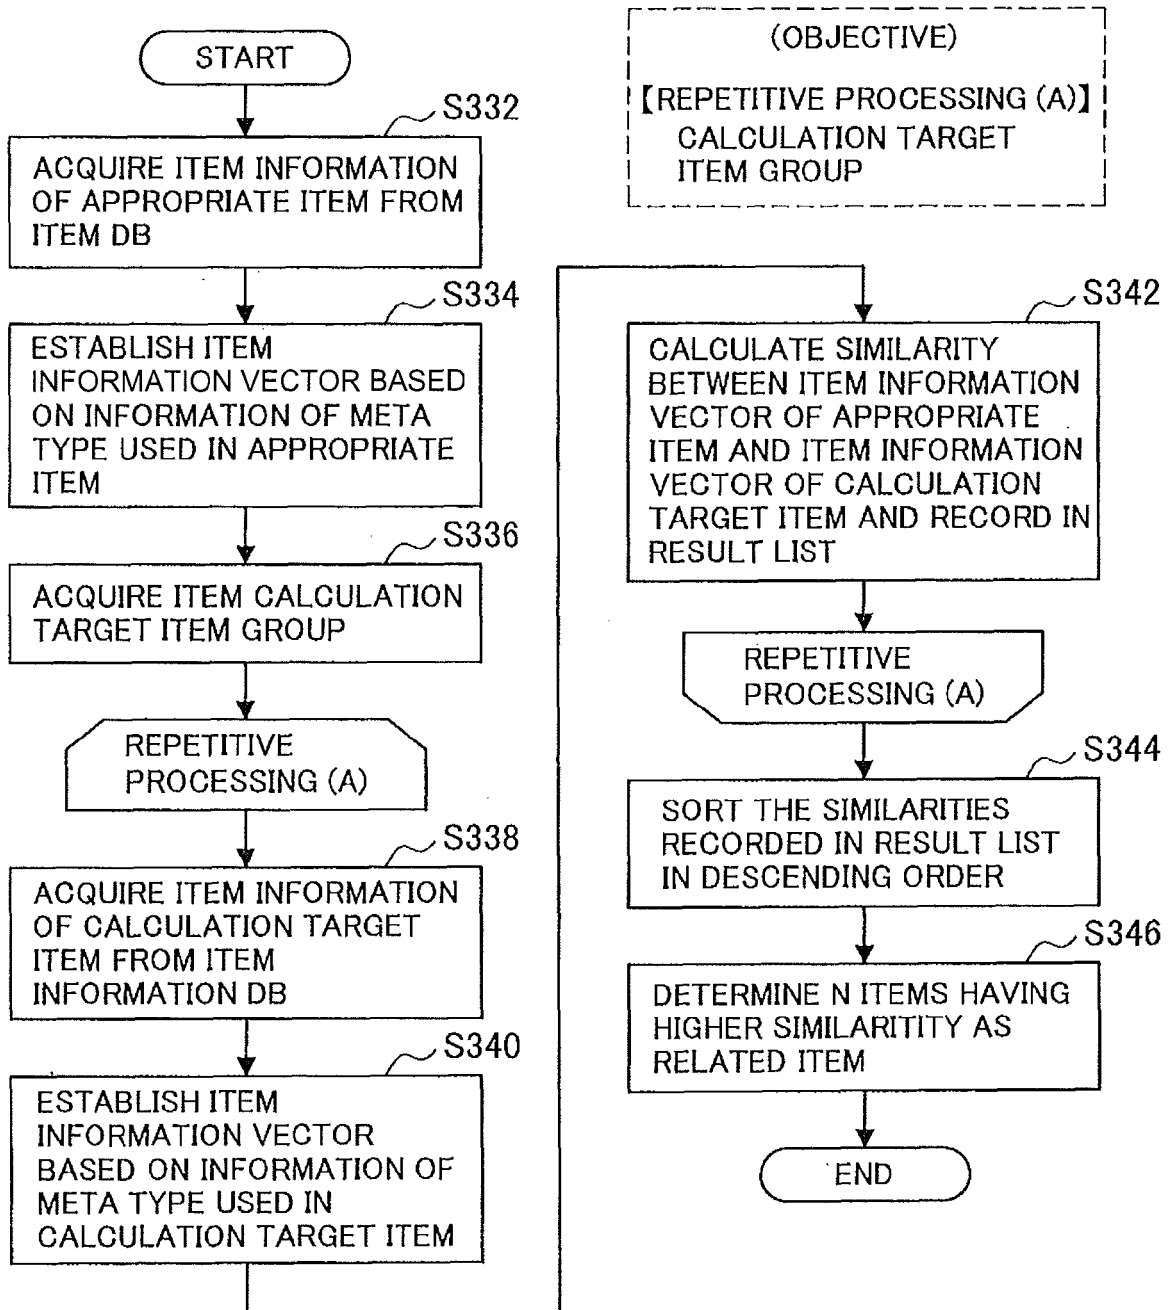 START
S332
ACQUIRE ITEM INFORMATION
OF APPROPRIATE ITEM FROM
ITEM DB
S334
ESTABLISH ITEM
INFORMATION VECTOR BASED
ON INFORMATION OF META
TYPE USED IN APPROPRIATE
ITEM
S336
ACQUIRE ITEM CALCULATION
TARGET ITEM GROUP
REPETITIVE
PROCESSING (A)
S338
ACQUIRE ITEM INFORMATION
OF CALCULATION TARGET
ITEM FROM ITEM
INFORMATION DB
S340
ESTABLISH ITEM
INFORMATION VECTOR
BASED ON INFORMATION OF
META TYPE USED IN
CALCULATION TARGET ITEM
(OBJECTIVE)
【REPETITIVE PROCESSING (A)】
CALCULATION TARGET
ITEM GROUP
S342
CALCULATE SIMILARITY
BETWEEN ITEM INFORMATION
VECTOR OF APPROPRIATE
ITEM AND ITEM INFORMATION
VECTOR OF CALCULATION
TARGET ITEM AND RECORD IN
RESULT LIST
REPETITIVE
PROCESSING (A)
S344
SORT THE SIMILARITIES
RECORDED IN RESULT LIST
IN DESCENDING ORDER
S346
DETERMINE N ITEMS HAVING
HIGHER SIMILARITITY AS
RELATED ITEM
END